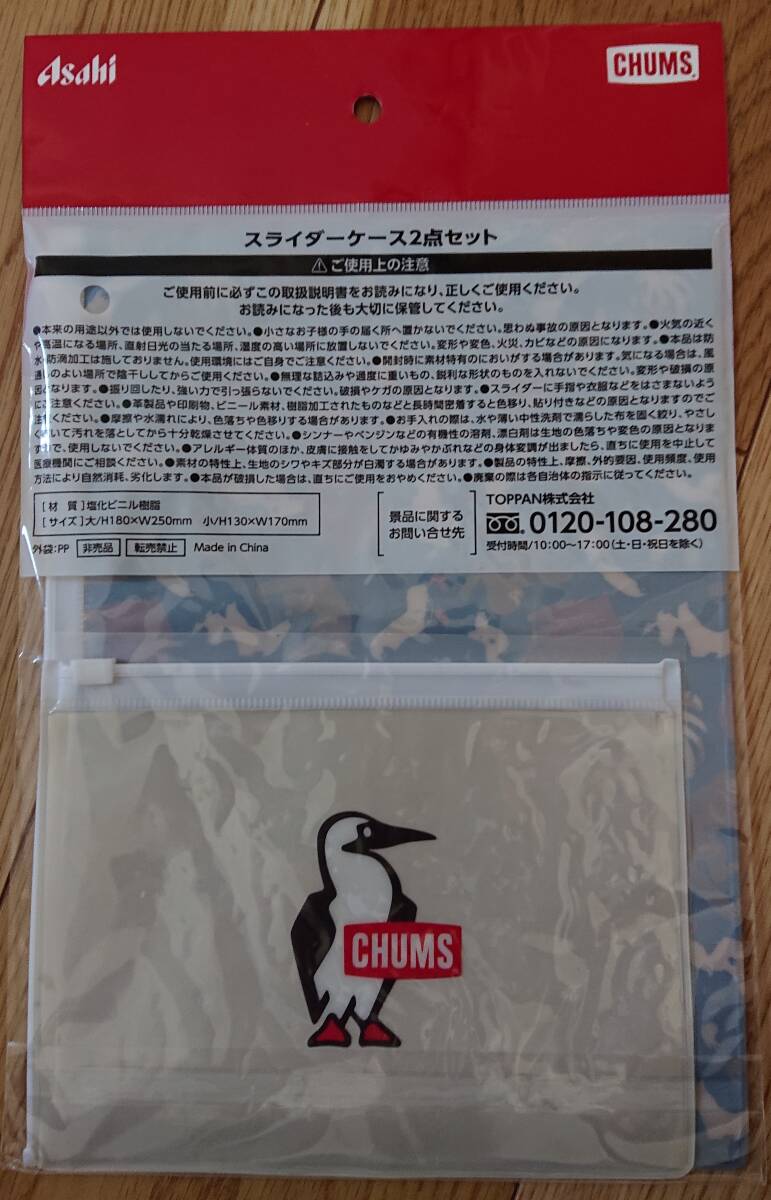 Asahi
CHUMS
スライダーケース2点セット
⚠ご使用上の注意
ご使用前に必ずこの取扱説明書をお読みになり、正しくご使用ください。
お読みになった後も大切に保管してください。
●本来の用途以外では使用しないでください。●小さなお子様の手の届く所へ置かないでください。思わぬ事故の原因となります。●火気の近く
や高温になる場所、直射日光の当たる場所、湿度の高い場所に放置しないでください。変形や変色、火災、カビなどの原因になります。●本品は防
水・防滴加工は施しておりません。使用環境にはご自身でご注意ください。●開封時に素材特有のにおいがする場合があります。気になる場合は、風
通しのよい場所で陰干ししてからご使用ください。●無理な詰込みや過度に重いもの、鋭利な形状のものを入れないでください。変形や破損の原
因となります。●振り回したり、強い力で引っ張らないでください。破損やケガの原因となります。●スライダーに手指や衣服などをはさまないよう
にご注意ください。●革製品や印刷物、ビニール素材、樹脂加工されたものなどと長時間密着すると色移り、貼り付きなどの原因となりますのでご
注意ください。●摩擦や水濡れにより、色落ちや色移りする場合があります。●お手入れの際は、水や薄い中性洗剤で濡らした布を固く絞り、やさし
く拭いて汚れを落としてから十分乾燥させてください。●シンナーやベンジンなどの有機性の溶剤、漂白剤は生地の色落ちや変色の原因となりま
すので、使用しないでください。●アレルギー体質のほか、皮膚に接触をしてかゆみやかぶれなどの身体変調が出ましたら、直ちに使用を中止して
医療機関にご相談ください。●素材の特性上、生地のシワやキズ部分が白濁する場合があります。●製品の特性上、摩擦、外的要因、使用頻度、使用
方法により自然消耗、劣化します。●本品が破損した場合は、直ちにご使用をおやめください。●廃棄の際は各自治体の指示に従ってください。
[材 質]塩化ビニル樹脂
[サイズ]大/H180×W250mm 小/H130×W170mm
外袋:PP 非売品 転売禁止 Made in China
景品に関する
お問い合せ先
TOPPAN株式会社
0120-108-280
受付時間/10:00～17:00(土・日・祝日を除く)
CHUMS